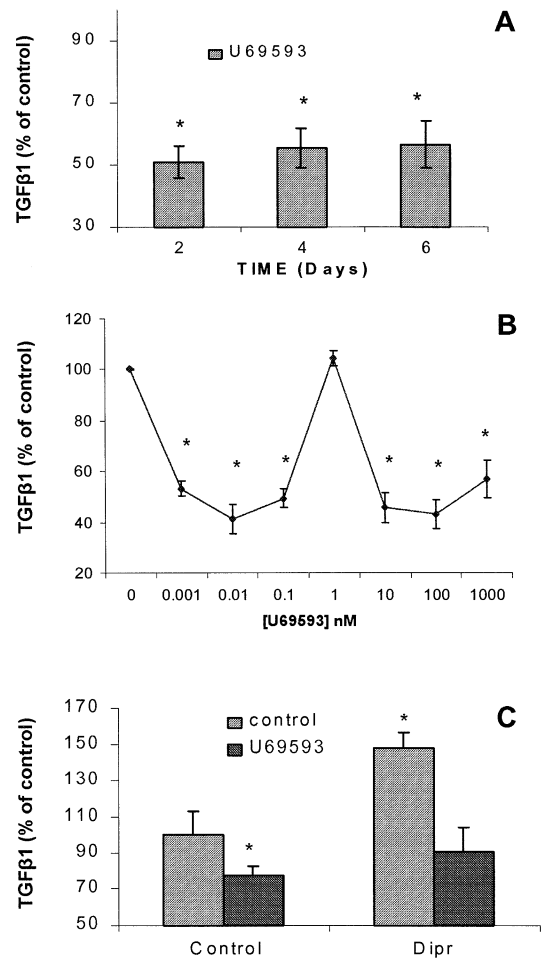 A
TGFβ1 (% of control)
90
70
50
30
U69593
*
*
*
2 4 6
TIME (Days)
B
TGFβ1 (% of control)
120
100
80
60
40
20
*
*
*
*
*
*
0 0.001 0.01 0.1 1 10 100 1000
[U69593] nM
C
TGFβ1 (% of control)
170
150
130
110
90
70
50
control
U69593
*
*
Control Dipr